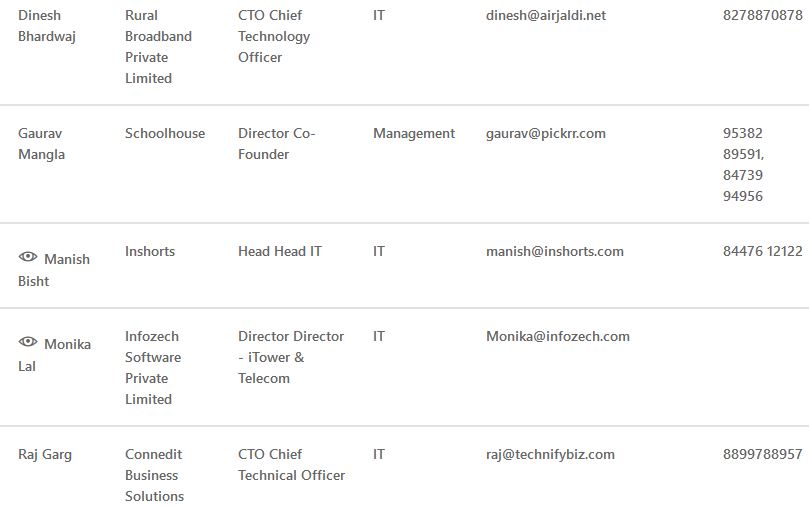 Dinesh Bhardwaj Rural Broadband Private Limited CTO Chief Technology Officer IT dinesh@airjaldi.net 8278870878
Gaurav Mangla Schoolhouse Director Co-Founder Management gaurav@pickrr.com 95382 89591, 84739 94956
Manish Bisht Inshorts Head Head IT IT manish@inshorts.com 84476 12122
Monika Lal Infozech Software Private Limited Director Director - iTower & Telecom IT Monika@infozech.com
Raj Garg Connedit Business Solutions CTO Chief Technical Officer IT raj@technifybiz.com 8899788957